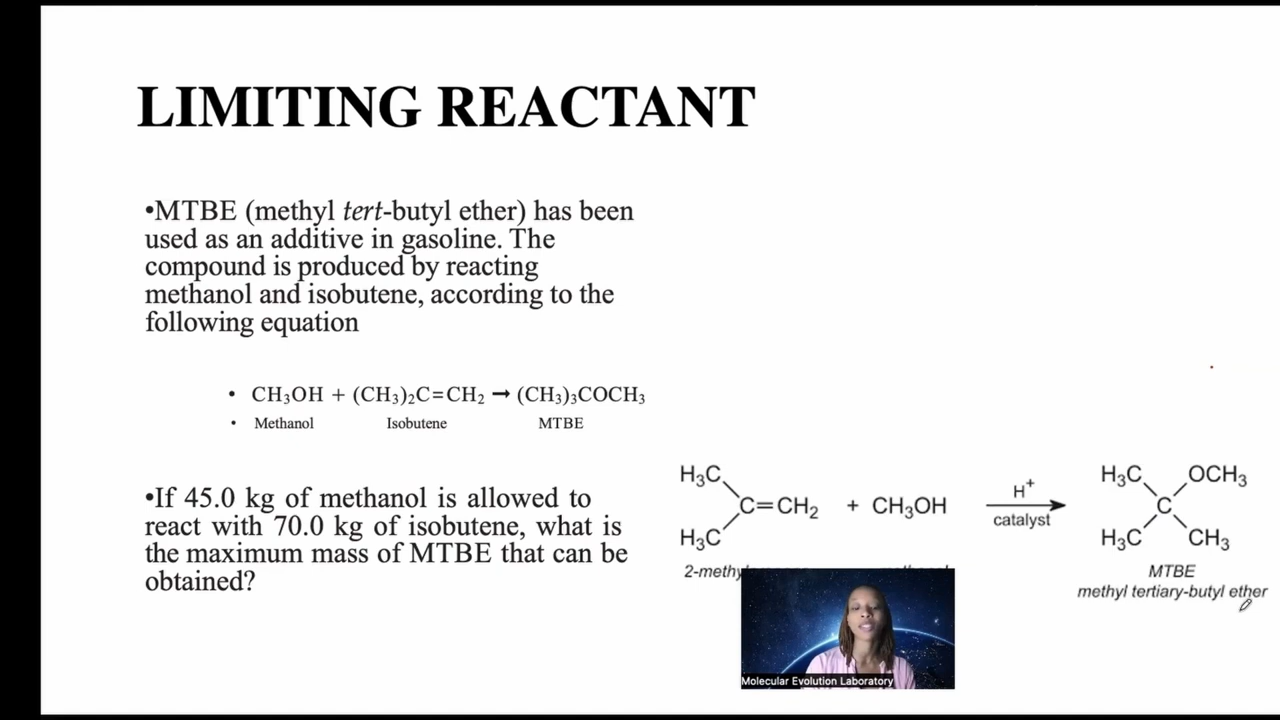 LIMITING REACTANT
•MTBE (methyl tert-butyl ether) has been
used as an additive in gasoline. The
compound is produced by reacting
methanol and isobutene, according to the
following equation
• CH₃OH + (CH₃)₂C=CH₂ → (CH₃)₃COCH₃
• Methanol Isobutene MTBE
•If 45.0 kg of methanol is allowed to
react with 70.0 kg of isobutene, what is
the maximum mass of MTBE that can be
obtained?
H₃C
C=CH₂ + CH₃OH
H₃C
H⁺
catalyst
H₃C OCH₃
C
H₃C CH₃
MTBE
methyl tertiary-butyl ether
Molecular Evolution Laboratory